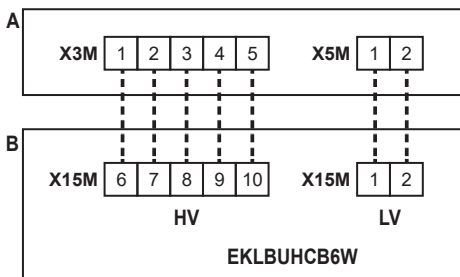 A
X3M 1 2 3 4 5 X5M 1 2
B
X15M 6 7 8 9 10 X15M 1 2
HV LV
EKLBUHCB6W